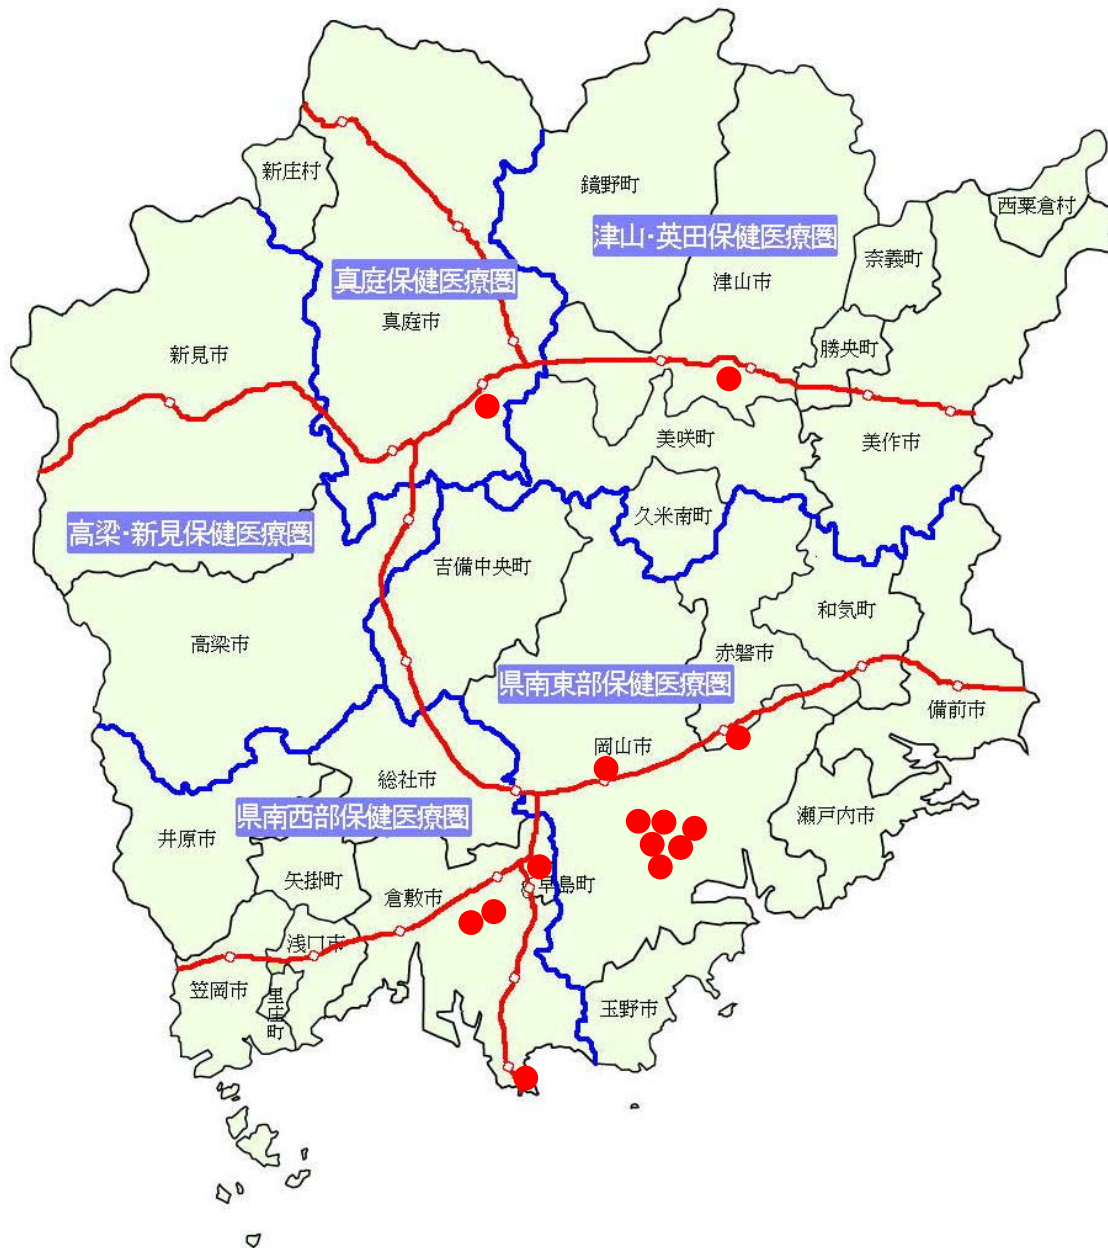 新庄村
鏡野町
西粟倉村
津山・英田保健医療圏
奈義町
真庭保健医療圏
津山市
真庭市
新見市
勝央町
美咲町
美作市
高梁・新見保健医療圏
久米南町
吉備中央町
和気町
高梁市
赤磐市
県南東部保健医療圏
備前市
岡山市
総社市
県南西部保健医療圏
瀬戸内市
井原市
矢掛町
早島町
倉敷市
浅口市
笠岡市
里庄町
玉野市